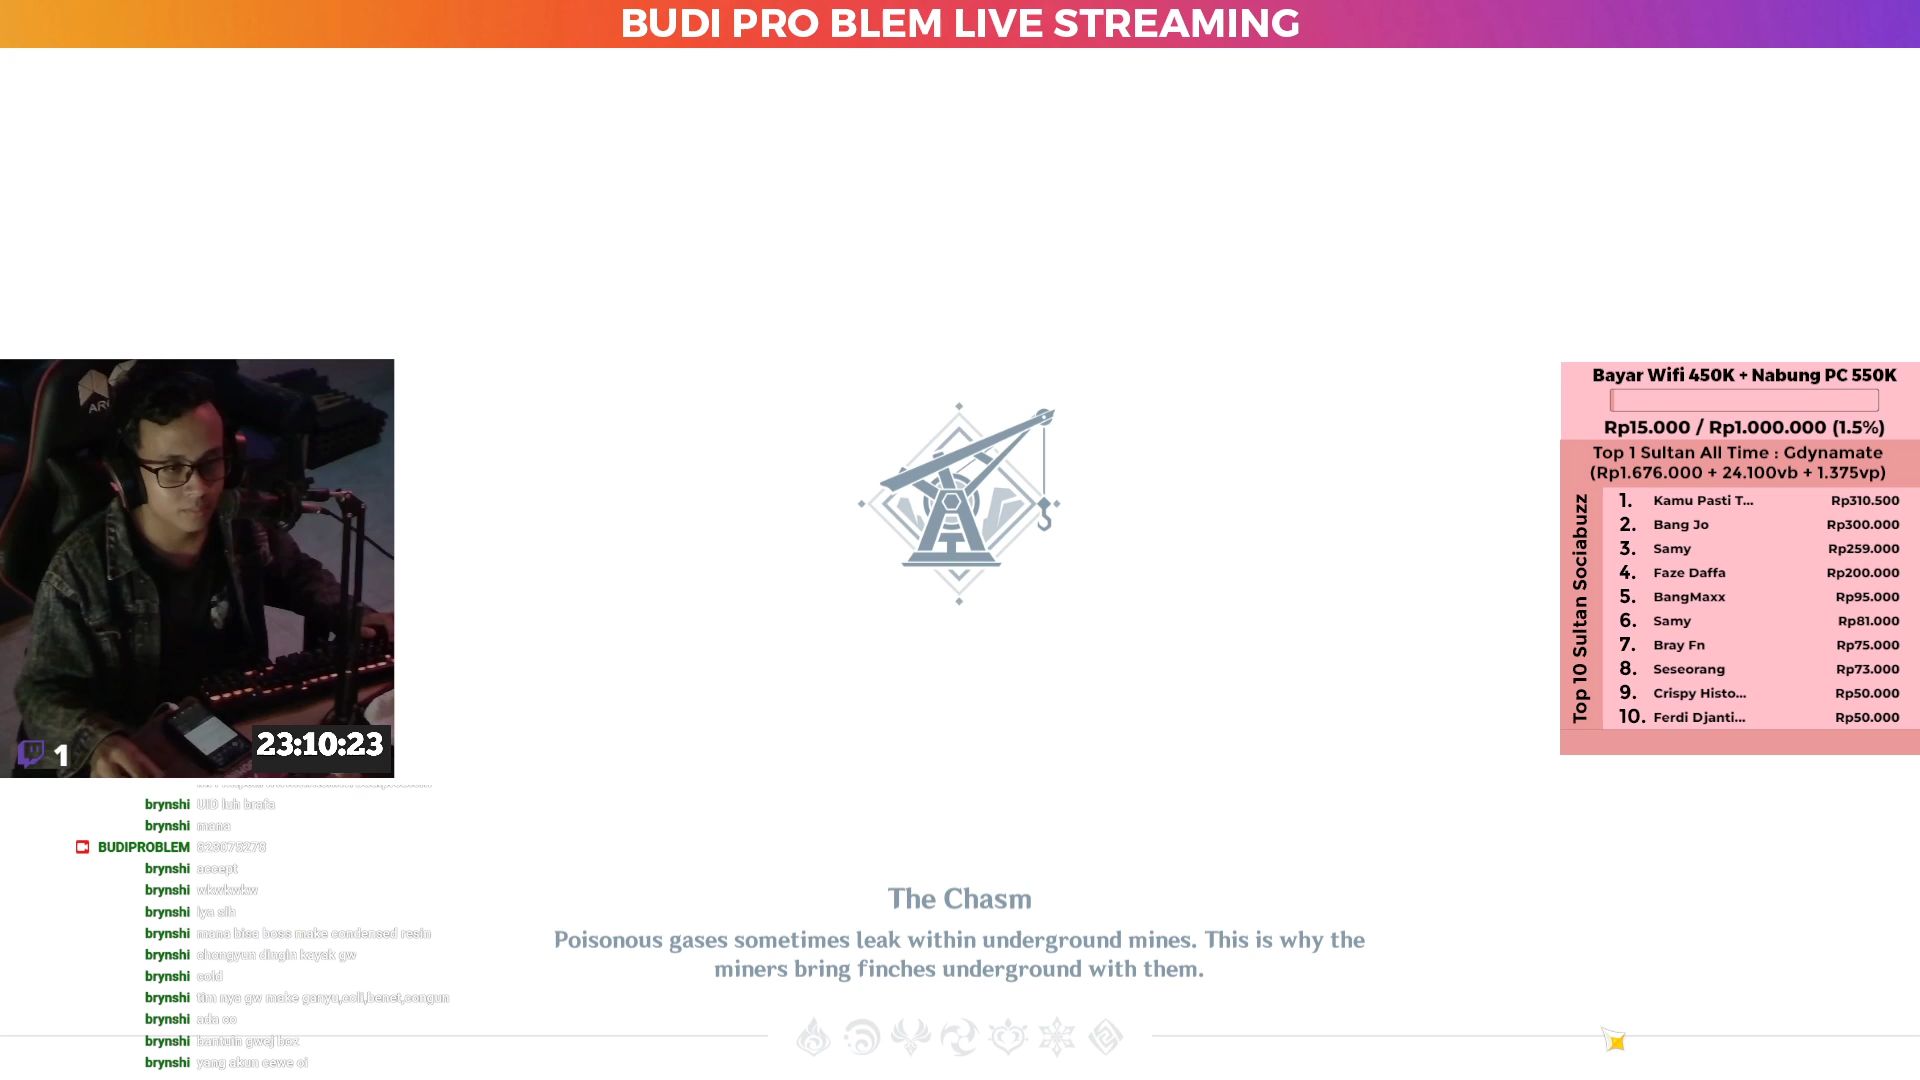 BUDI PRO BLEM LIVE STREAMING
Bayar Wifi 450K + Nabung PC 550K
Rp15.000 / Rp1.000.000 (1.5%)
Top 1 Sultan All Time : Gdynamate
(Rp1.676.000 + 24.100vb + 1.375vp)
Top 10 Sultan Sociabuzz
1. Kamu Pasti T... Rp310.500
2. Bang Jo Rp300.000
3. Samy Rp259.000
4. Faze Daffa Rp200.000
5. BangMaxx Rp95.000
6. Samy Rp81.000
7. Bray Fn Rp75.000
8. Seseorang Rp73.000
9. Crispy Histo... Rp50.000
10. Ferdi Djanti... Rp50.000
1
23:10:23
brynshi UID luh brafa
brynshi mana
BUDIPROBLEM 823075278
brynshi accept
brynshi wkwkwkw
brynshi iya sih
brynshi mana bisa boss make condensed resin
brynshi chongyun dingin kayak gw
brynshi cold
brynshi tim nya gw make ganyu,coli,benet,congun
brynshi ada co
brynshi bantuin gwej boz
brynshi yang akun cewe oi
The Chasm
Poisonous gases sometimes leak within underground mines. This is why the
miners bring finches underground with them.